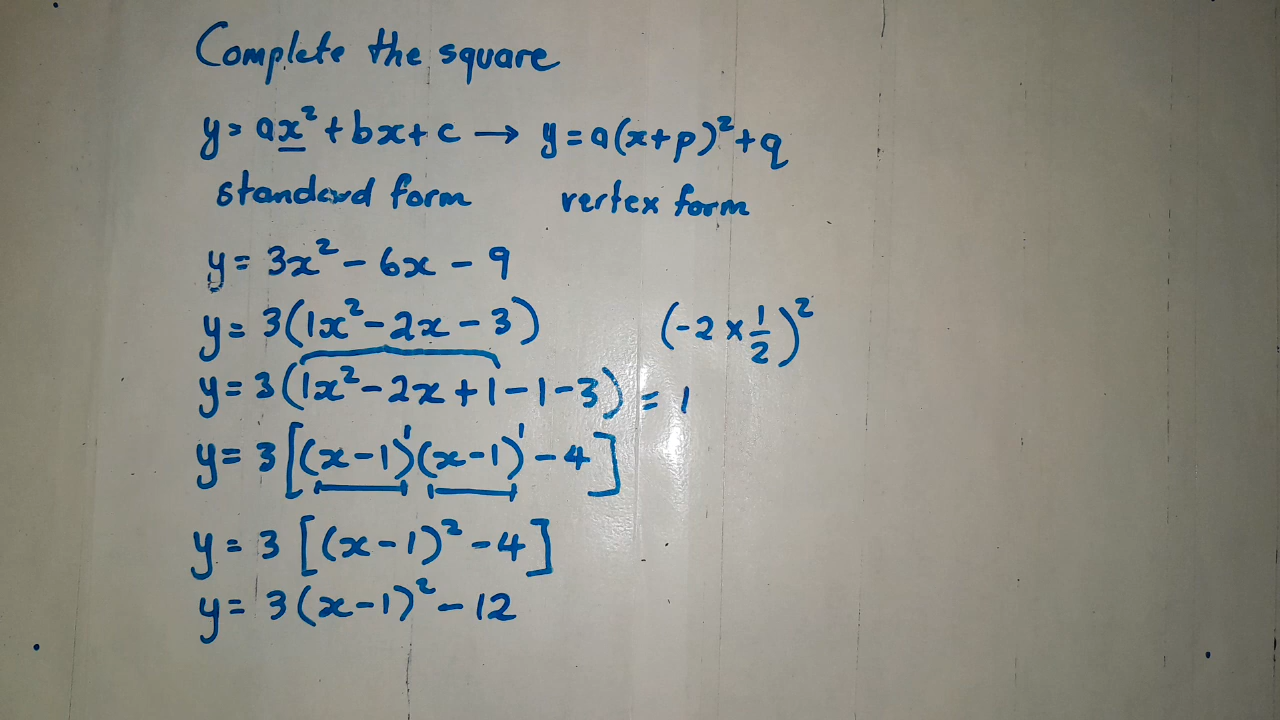 Complete the square
y = ax² + bx + c → y = a(x+p)² + q
standard form vertex form
y = 3x² - 6x - 9
y = 3(1x² - 2x - 3) (-2 × 1/2)²
y = 3(1x² - 2x + 1 - 1 - 3) = 1
y = 3[(x-1)¹(x-1)¹ - 4]
y = 3[(x-1)² - 4]
y = 3(x-1)² - 12